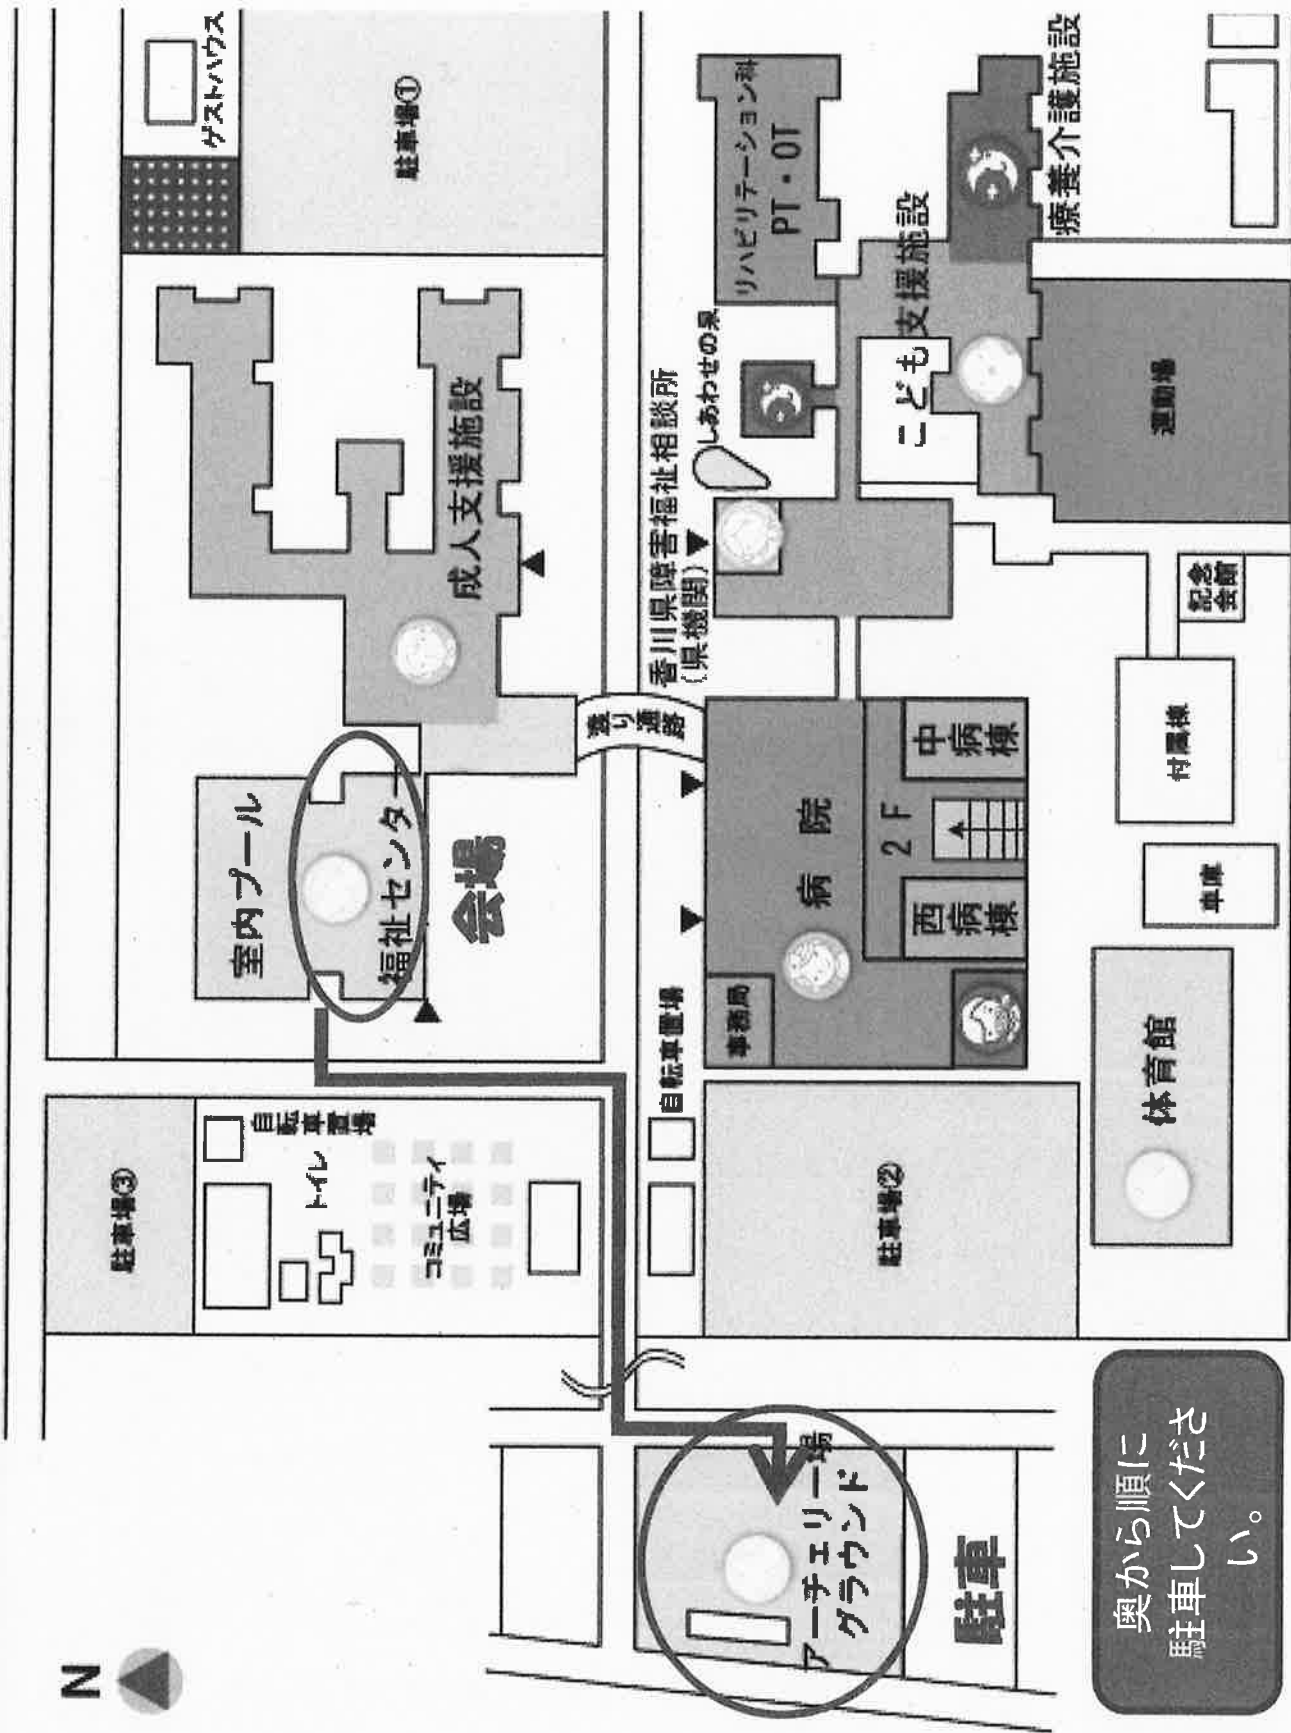 N
駐車場③
自転車置場
トイレ
コミュニティ
広場
室内プール
福祉センター
会場
成人支援施設
ゲストハウス
駐車場①
渡り通路
香川県障害福祉相談所
(県機関)
しあわせの泉
リハビリテーション科
PT・OT
こども支援施設
療養介護施設
運動場
自転車置場
事務局
病院
2F
西病棟
中病棟
駐車場②
体育館
車庫
付属棟
記念会館
アーチェリー場
グラウンド
駐車
奥から順に
駐車してくださ
い。